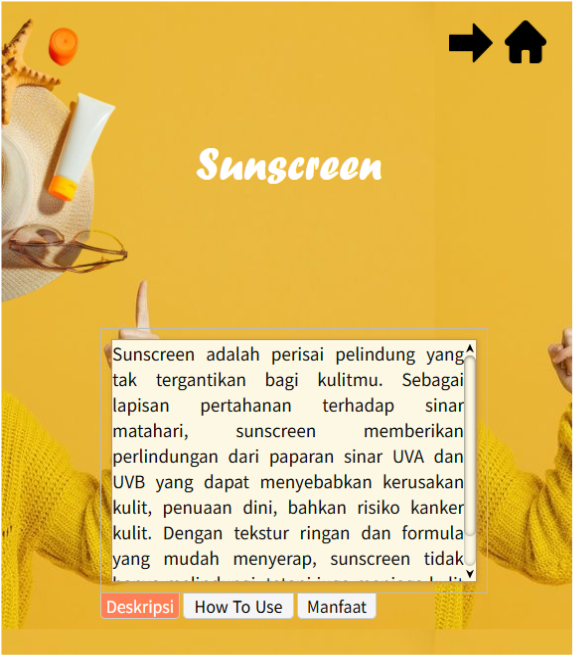 Sunscreen
Sunscreen adalah perisai pelindung yang
tak tergantikan bagi kulitmu. Sebagai
lapisan pertahanan terhadap sinar
matahari, sunscreen memberikan
perlindungan dari paparan sinar UVA dan
UVB yang dapat menyebabkan kerusakan
kulit, penuaan dini, bahkan risiko kanker
kulit. Dengan tekstur ringan dan formula
yang mudah menyerap, sunscreen tidak
Deskripsi How To Use Manfaat